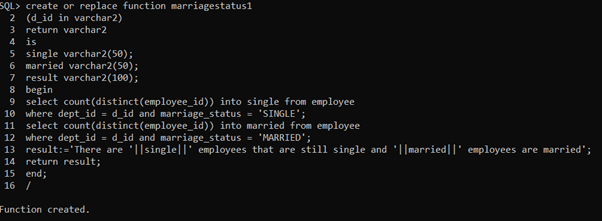 SQL> create or replace function marriagestatus1
2 (d_id in varchar2)
3 return varchar2
4 is
5 single varchar2(50);
6 married varchar2(50);
7 result varchar2(100);
8 begin
9 select count(distinct(employee_id)) into single from employee
10 where dept_id = d_id and marriage_status = 'SINGLE';
11 select count(distinct(employee_id)) into married from employee
12 where dept_id = d_id and marriage_status = 'MARRIED';
13 result:='There are '||single||' employees that are still single and '||married||' employees are married';
14 return result;
15 end;
16 /
Function created.